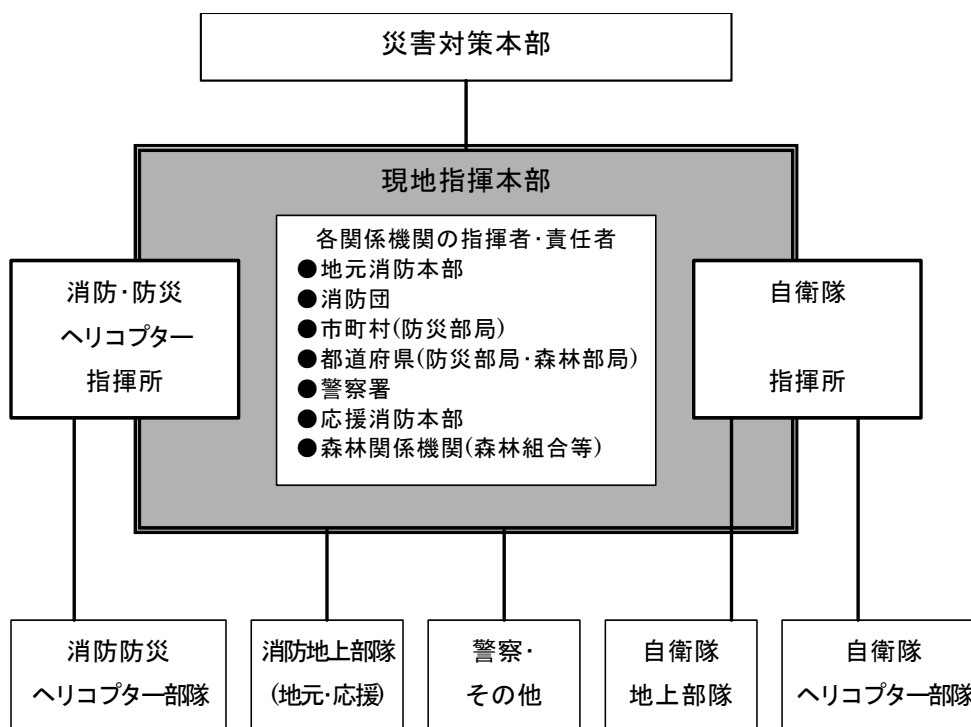 災害対策本部
現地指揮本部
各関係機関の指揮者・責任者
●地元消防本部
●消防団
●市町村(防災部局)
●都道府県(防災部局・森林部局)
●警察署
●応援消防本部
●森林関係機関(森林組合等)
消防・防災
ヘリコプター
指揮所
自衛隊
指揮所
消防防災
ヘリコプター部隊
消防地上部隊
(地元・応援)
警察・
その他
自衛隊
地上部隊
自衛隊
ヘリコプター部隊